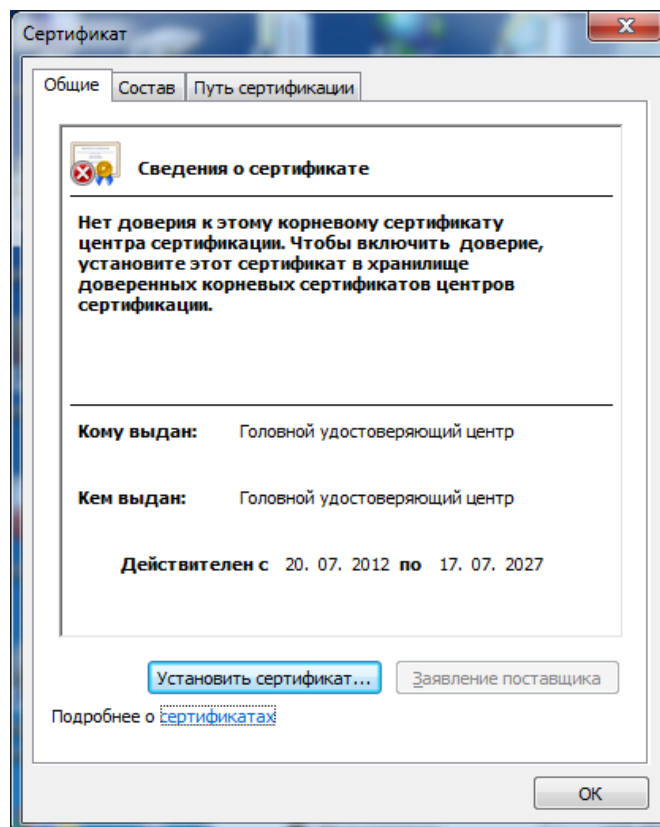 Сертификат
Общие Состав Путь сертификации
Сведения о сертификате
Нет доверия к этому корневому сертификату
центра сертификации. Чтобы включить доверие,
установите этот сертификат в хранилище
доверенных корневых сертификатов центров
сертификации.
Кому выдан: Головной удостоверяющий центр
Кем выдан: Головной удостоверяющий центр
Действителен с 20. 07. 2012 по 17. 07. 2027
Установить сертификат... Заявление поставщика
Подробнее о сертификатах
ОК